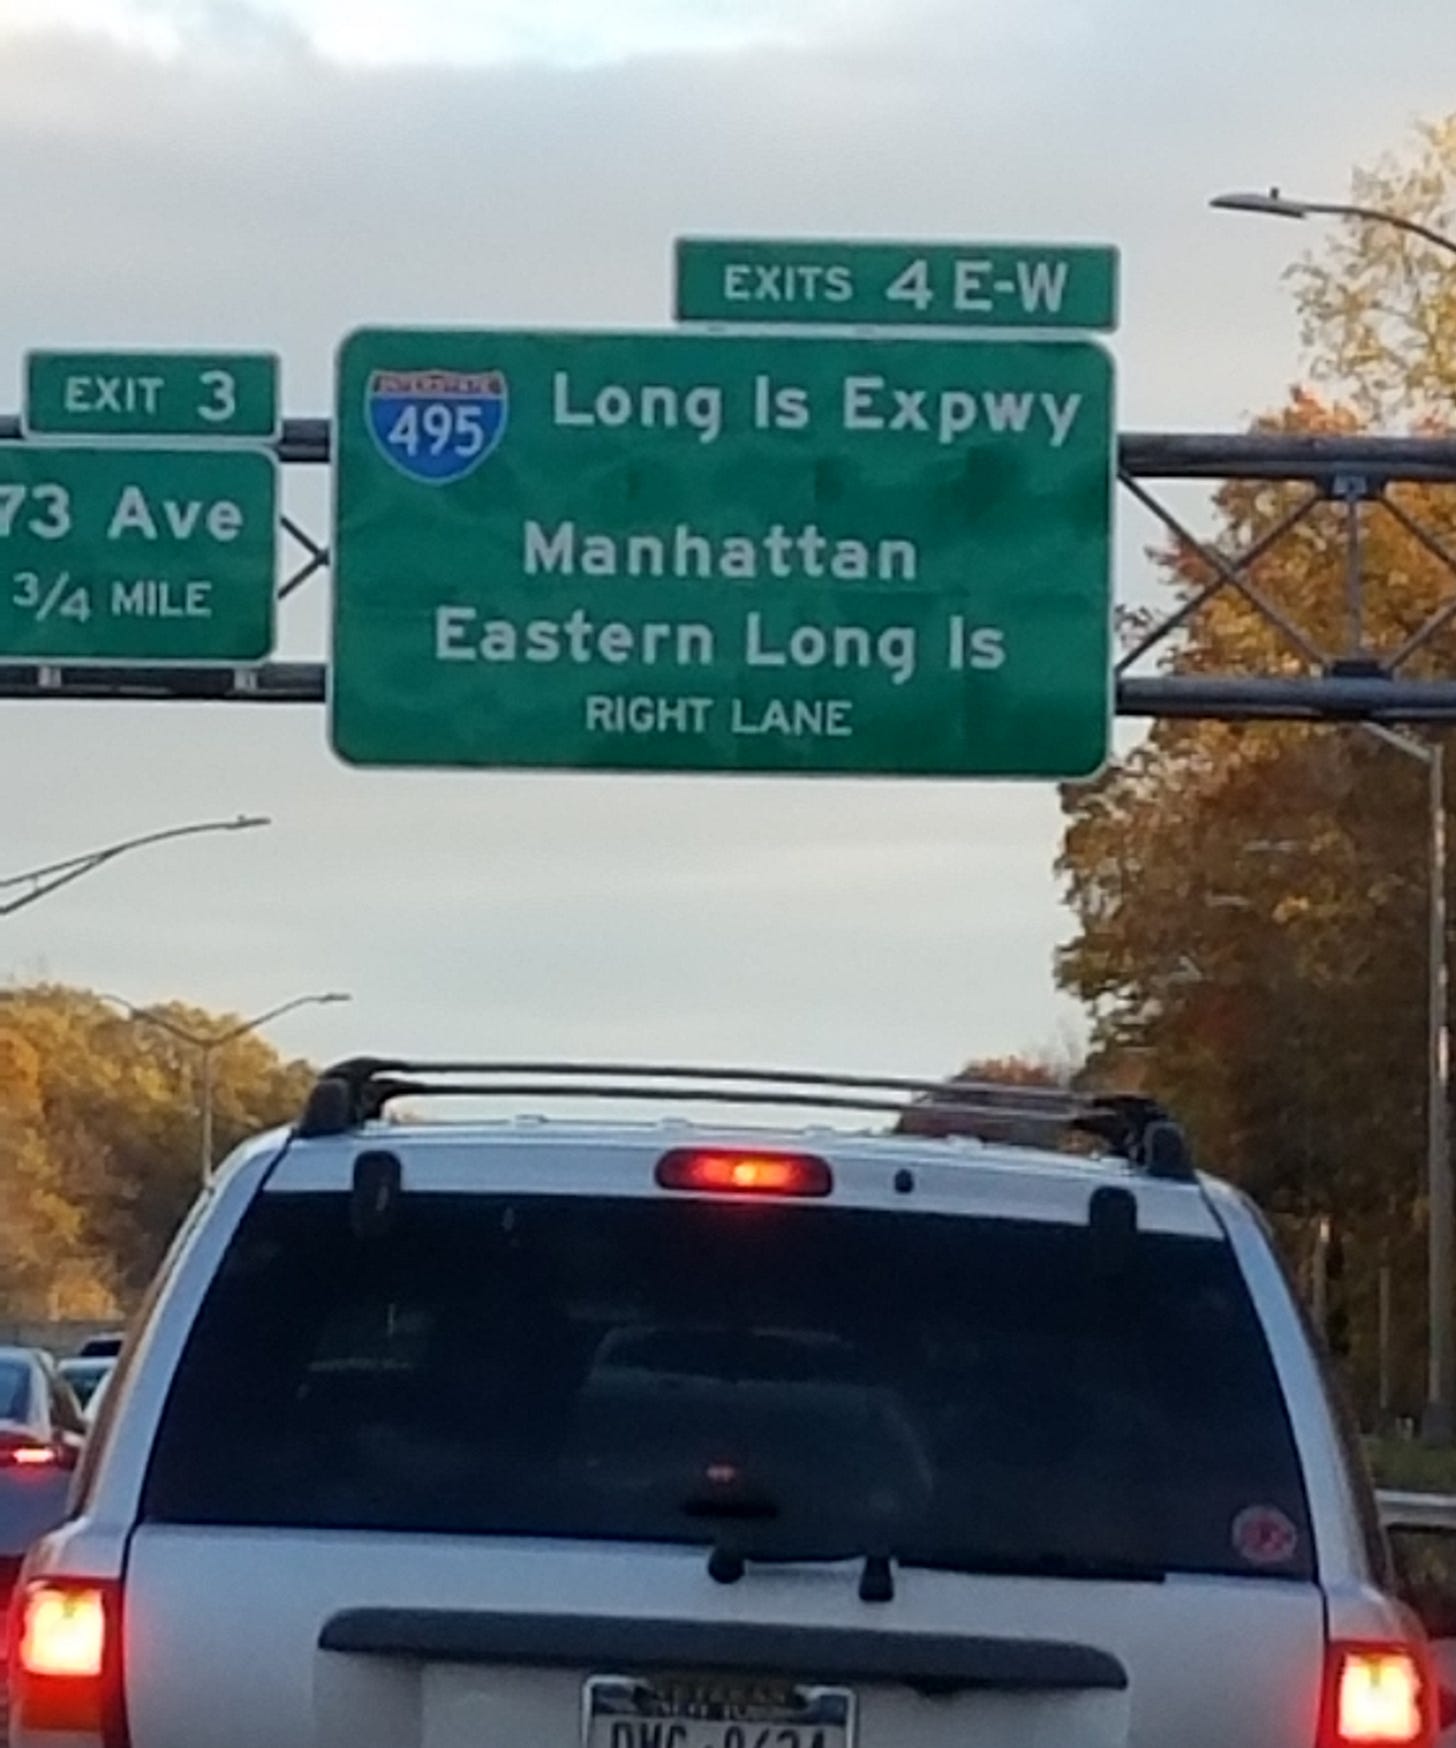 EXITS 4 E-W
EXIT 3
INTERSTATE
495
Long Is Expwy
73 Ave
3/4 MILE
Manhattan
Eastern Long Is
RIGHT LANE